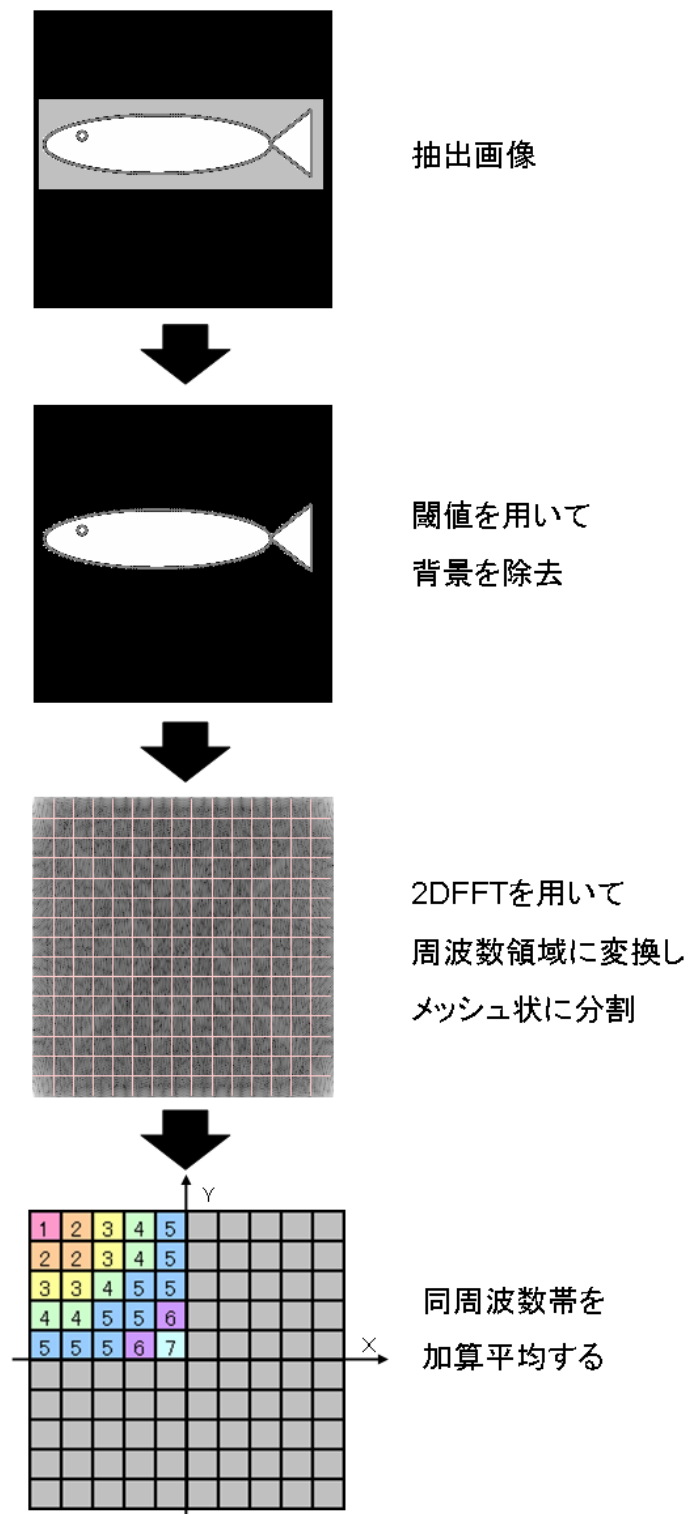 抽出画像
閾値を用いて
背景を除去
2DFFTを用いて
周波数領域に変換し
メッシュ状に分割
Y
1 2 3 4 5
2 2 3 4 5
3 3 4 5 5
4 4 5 5 6
5 5 5 6 7
X
同周波数帯を
加算平均する